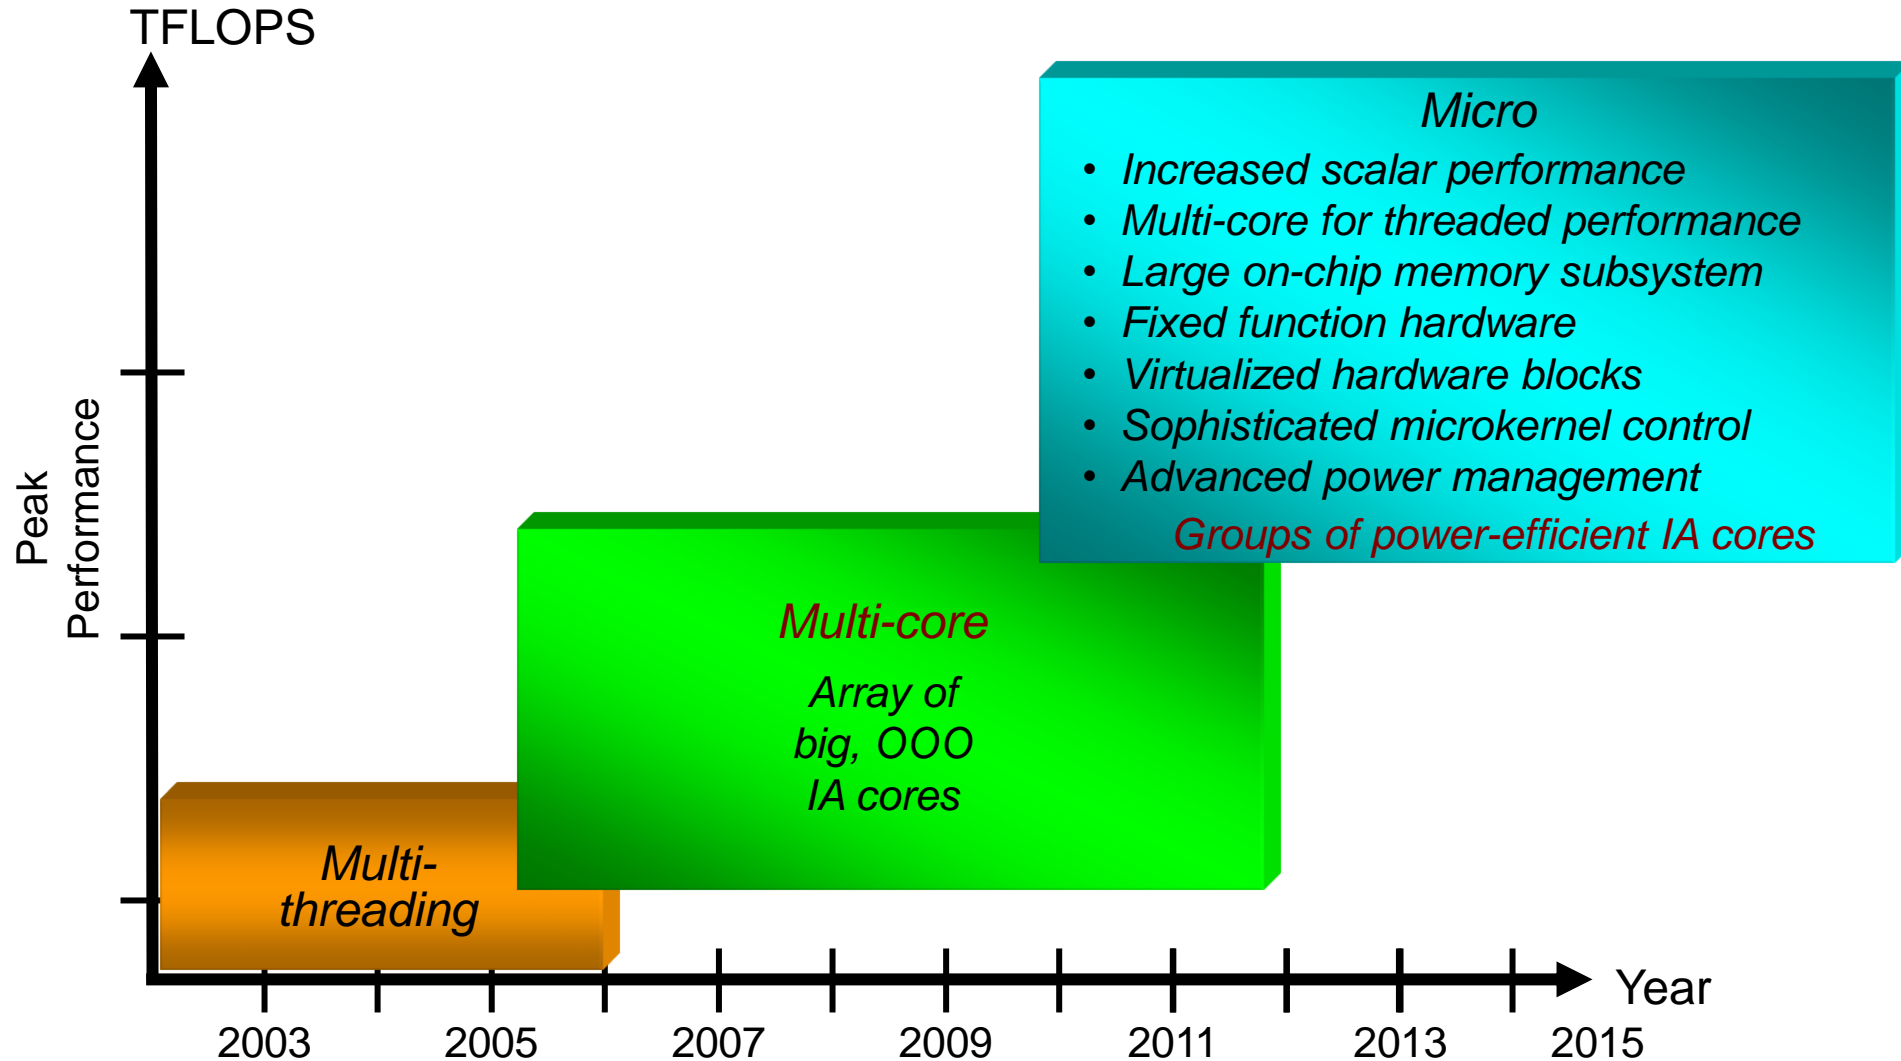 TFLOPS
Peak
Performance
Micro
• Increased scalar performance
• Multi-core for threaded performance
• Large on-chip memory subsystem
• Fixed function hardware
• Virtualized hardware blocks
• Sophisticated microkernel control
• Advanced power management
Groups of power-efficient IA cores
Multi-core
Array of
big, OOO
IA cores
Multi-
threading
Year
2003 2005 2007 2009 2011 2013 2015